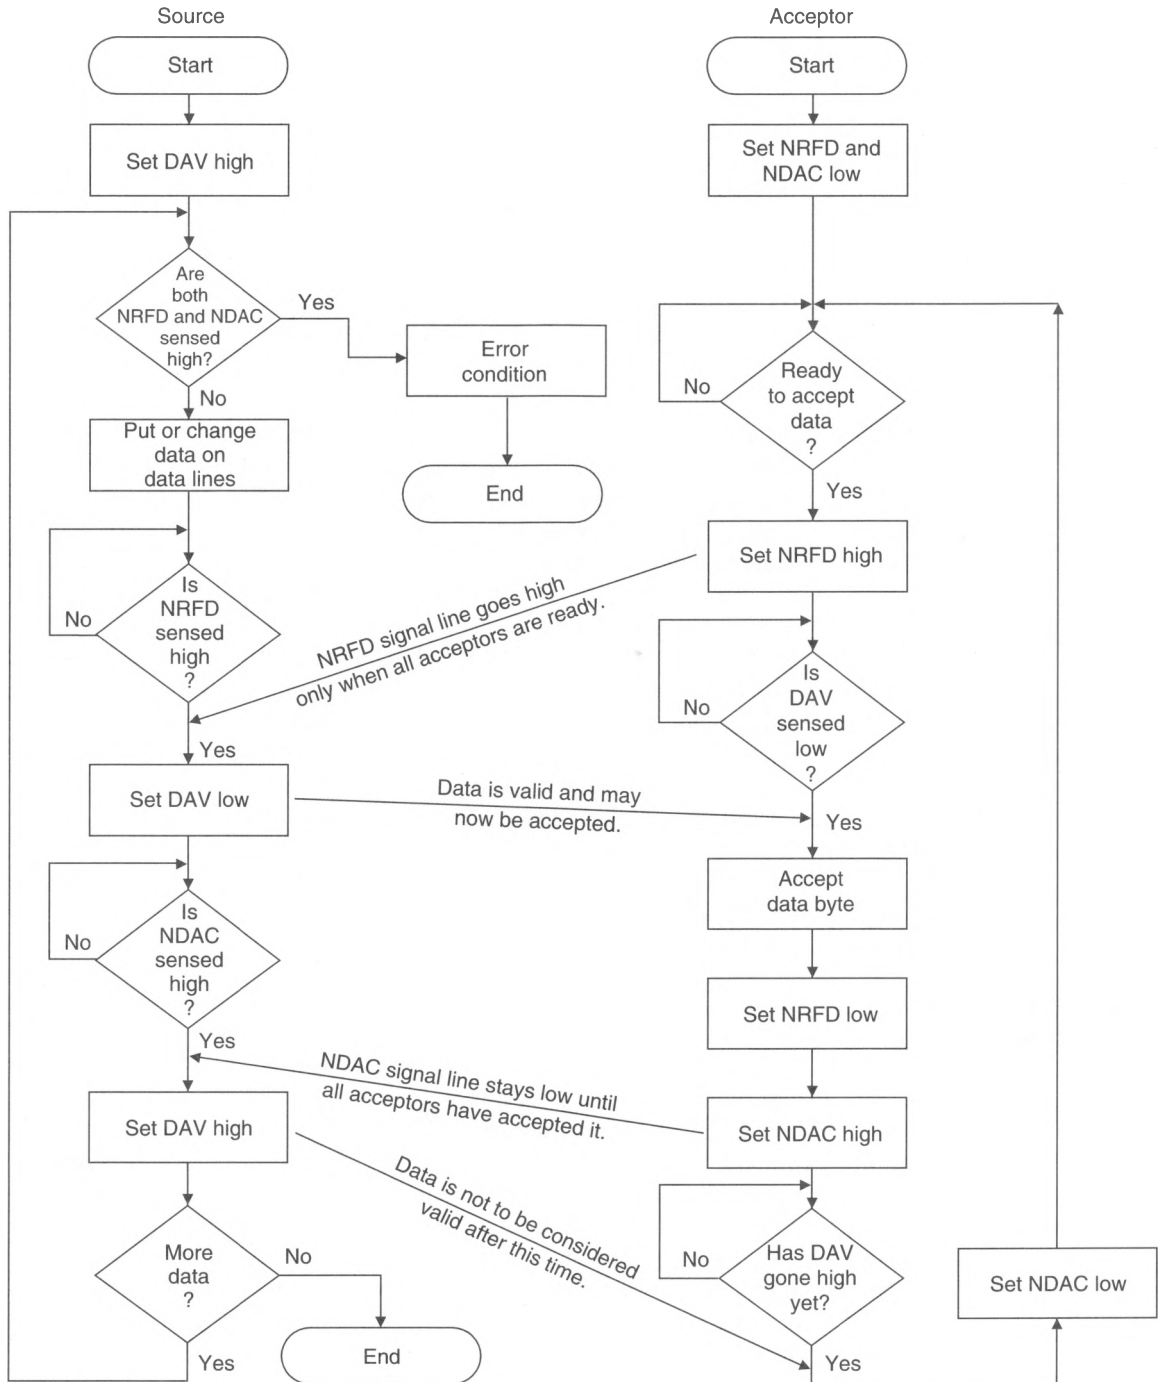 Source
Start
Set DAV high
Are
both
NRFD and NDAC
sensed
high?
Yes
Error
condition
End
No
Put or change
data on
data lines
Is
NRFD
sensed
high
?
No
Yes
Set DAV low
Is
NDAC
sensed
high
?
No
Yes
Set DAV high
More
data
?
No
End
Yes
NRFD signal line goes high
only when all acceptors are ready.
Data is valid and may
now be accepted.
NDAC signal line stays low until
all acceptors have accepted it.
Data is not to be considered
valid after this time.
Acceptor
Start
Set NRFD and
NDAC low
Ready
to accept
data
?
No
Yes
Set NRFD high
Is
DAV
sensed
low
?
No
Yes
Accept
data byte
Set NRFD low
Set NDAC high
Has DAV
gone high
yet?
No
Yes
Set NDAC low